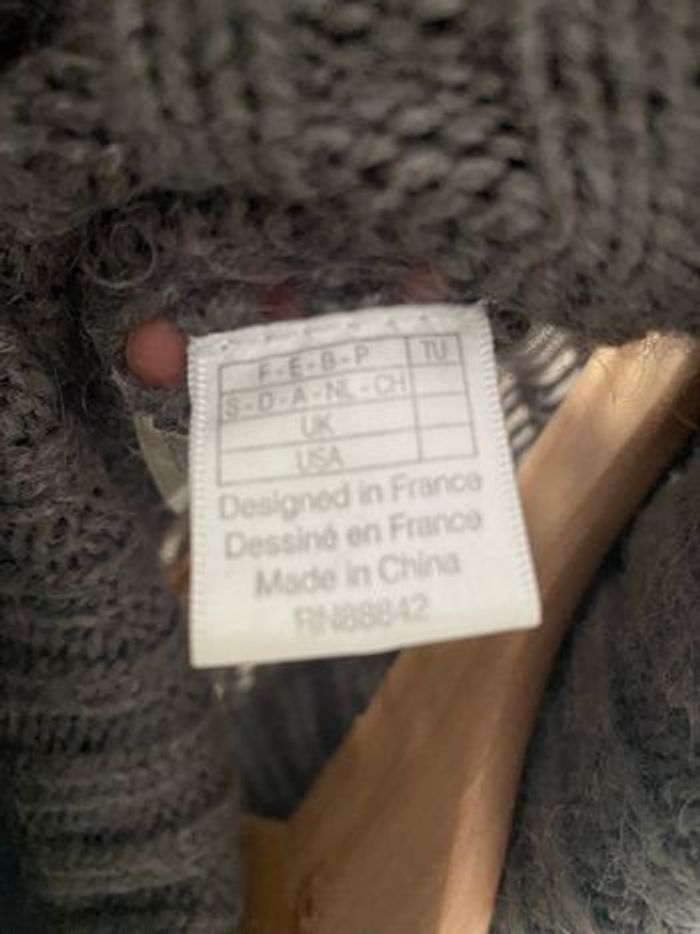 F-E-B-P TU
S-D-A-NL-CH
UK
USA
Designed in France
Dessiné en France
Made in China
RN88842